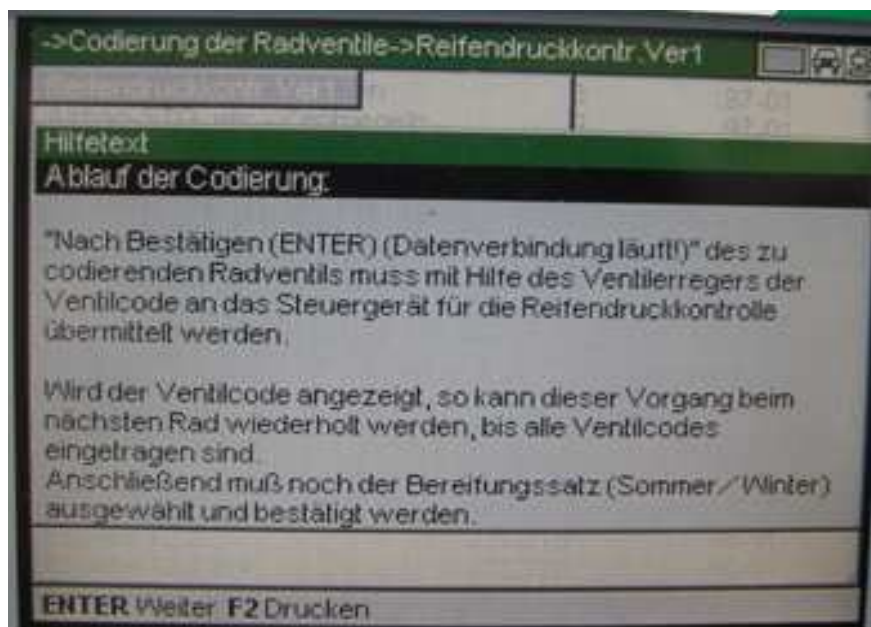 ->Codierung der Radventile->Reifendruckkontr.Ver1
Hilfetext
Ablauf der Codierung:
"Nach Bestätigen (ENTER) (Datenverbindung läuft!)" des zu
codierenden Radventils muss mit Hilfe des Ventilerregers der
Ventilcode an das Steuergerät für die Reifendruckkontrolle
übermittelt werden.
Wird der Ventilcode angezeigt, so kann dieser Vorgang beim
nächsten Rad wiederholt werden, bis alle Ventilcodes
eingetragen sind.
Anschließend muß noch der Bereifungssatz (Sommer/Winter)
ausgewählt und bestätigt werden.
ENTER Weiter F2 Drucken